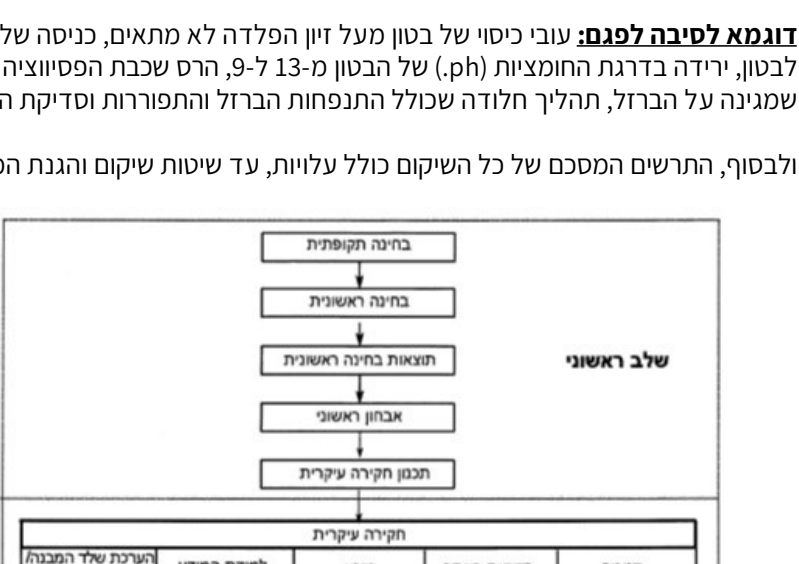 דוגמא לסיבה לפגם: עובי כיסוי של בטון מעל זיון הפלדה לא מתאים, כניסה של
לבטון, ירידה בדרגת החומציות (ph.) של הבטון מ-13 ל-9, הרס שכבת הפסיווציה
שמגינה על הברזל, תהליך חלודה שכולל התנפחות הברזל והתפוררות וסדיקת
ולבסוף, התרשים המסכם של כל השיקום כולל עלויות, עד שיטות שיקום והגנת
בחינה תקופתית
בחינה ראשונית
תוצאות בחינה ראשונית
שלב ראשוני
אבחון ראשוני
תכנון חקירה עיקרית
חקירה עיקרית
הערכת שלד המבנה/